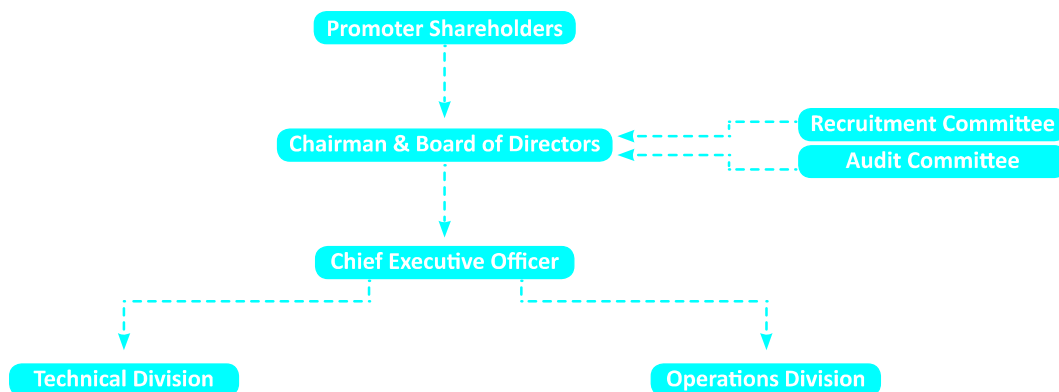 Promoter Shareholders
Chairman & Board of Directors
Recruitment Committee
Audit Committee
Chief Executive Officer
Technical Division
Operations Division